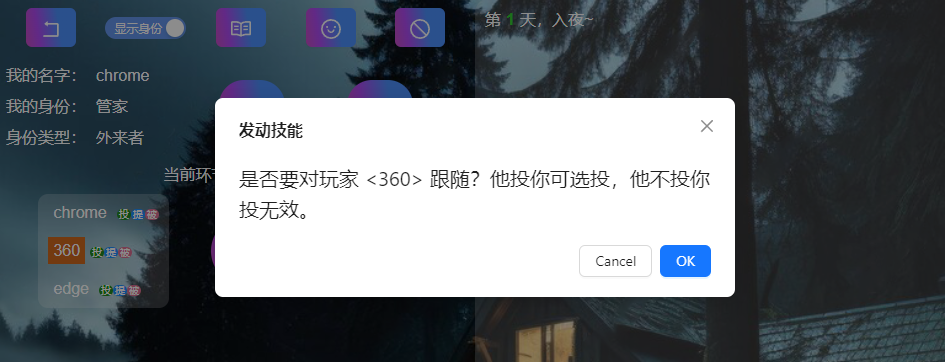 显示身份
第 1 天，入夜~
我的名字： chrome
我的身份： 管家
身份类型： 外来者
当前环节
发动技能
是否要对玩家 <360> 跟随？他投你可选投，他不投你
投无效。
Cancel OK
chrome 投 提 被
360 投 提 被
edge 投 提 被